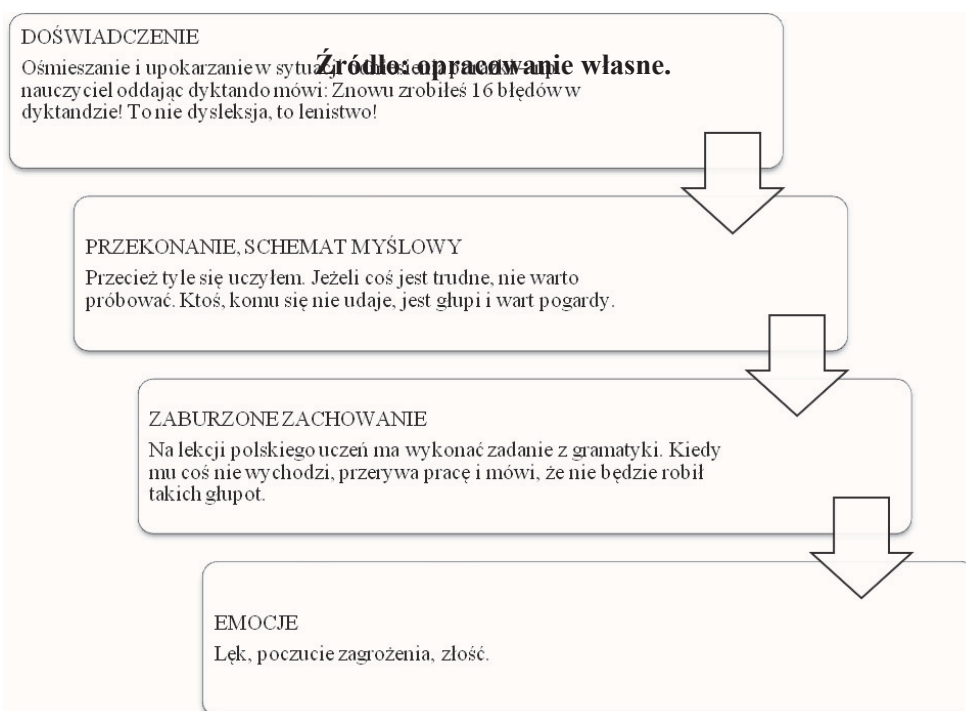 DOŚWIADCZENIE
Ośmieszanie i upokarzanie w sytuacji
Źródło: opracowanie własne.
nauczyciel oddając dyktando mówi: Znowu zrobiłeś 16 błędów w
dyktandzie! To nie dysleksja, to lenistwo!
PRZEKONANIE, SCHEMAT MYŚLOWY
Przecież tyle się uczyłem. Jeżeli coś jest trudne, nie warto
próbować. Ktoś, komu się nie udaje, jest głupi i wart pogardy.
ZABURZONE ZACHOWANIE
Na lekcji polskiego uczeń ma wykonać zadanie z gramatyki. Kiedy
mu coś nie wychodzi, przerywa pracę i mówi, że nie będzie robił
takich głupot.
EMOCJE
Lęk, poczucie zagrożenia, złość.